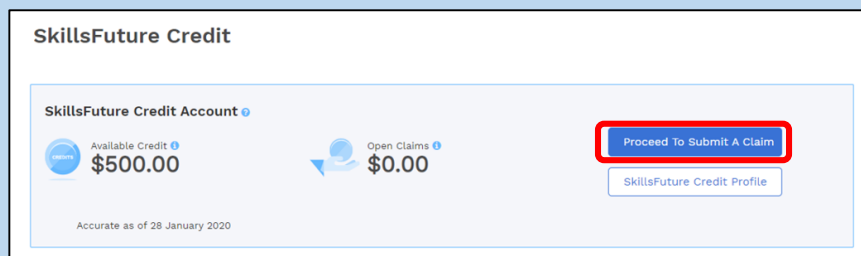 SkillsFuture Credit
SkillsFuture Credit Account
CREDITS
Available Credit
$500.00
Open Claims
$0.00
Proceed To Submit A Claim
SkillsFuture Credit Profile
Accurate as of 28 January 2020